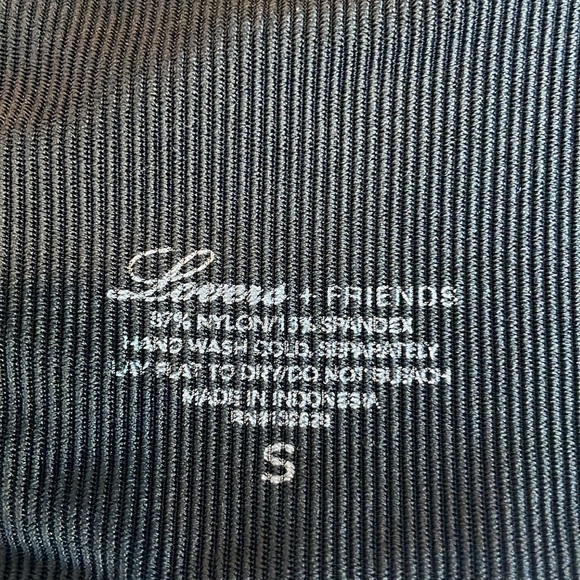 Lovers + FRIENDS
87% NYLON/13% SPANDEX
HAND WASH COLD, SEPARATELY
LAY FLAT TO DRY/DO NOT BLEACH
MADE IN INDONESIA
S